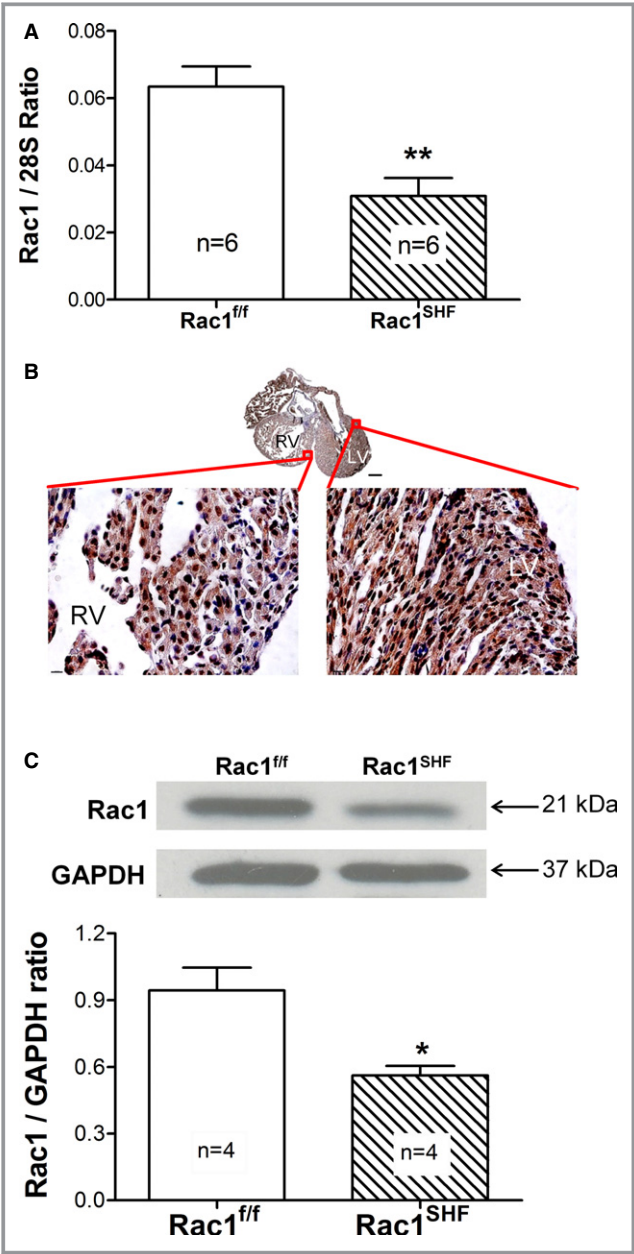 A
Rac1 / 28S Ratio
0.08
0.06
0.04
0.02
0.00
**
n=6
n=6
Rac1f/f
Rac1SHF
B
RV
LV
RV
LV
C
Rac1f/f
Rac1SHF
Rac1
21 kDa
GAPDH
37 kDa
Rac1 / GAPDH ratio
1.2
0.9
0.6
0.3
0.0
*
n=4
n=4
Rac1f/f
Rac1SHF